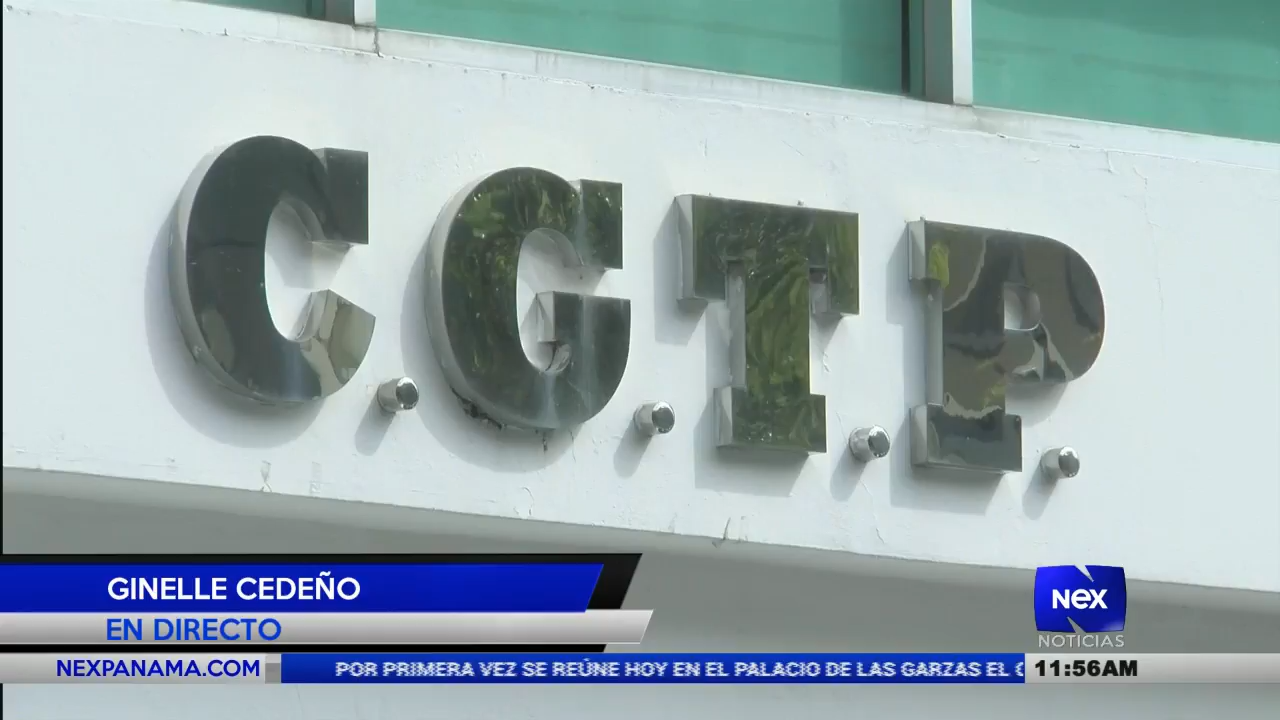 C.G.T.P.
GINELLE CEDEÑO
EN DIRECTO
NEX
NOTICIAS
NEXPANAMA.COM
POR PRIMERA VEZ SE REÚNE HOY EN EL PALACIO DE LAS GARZAS EL
11:56AM